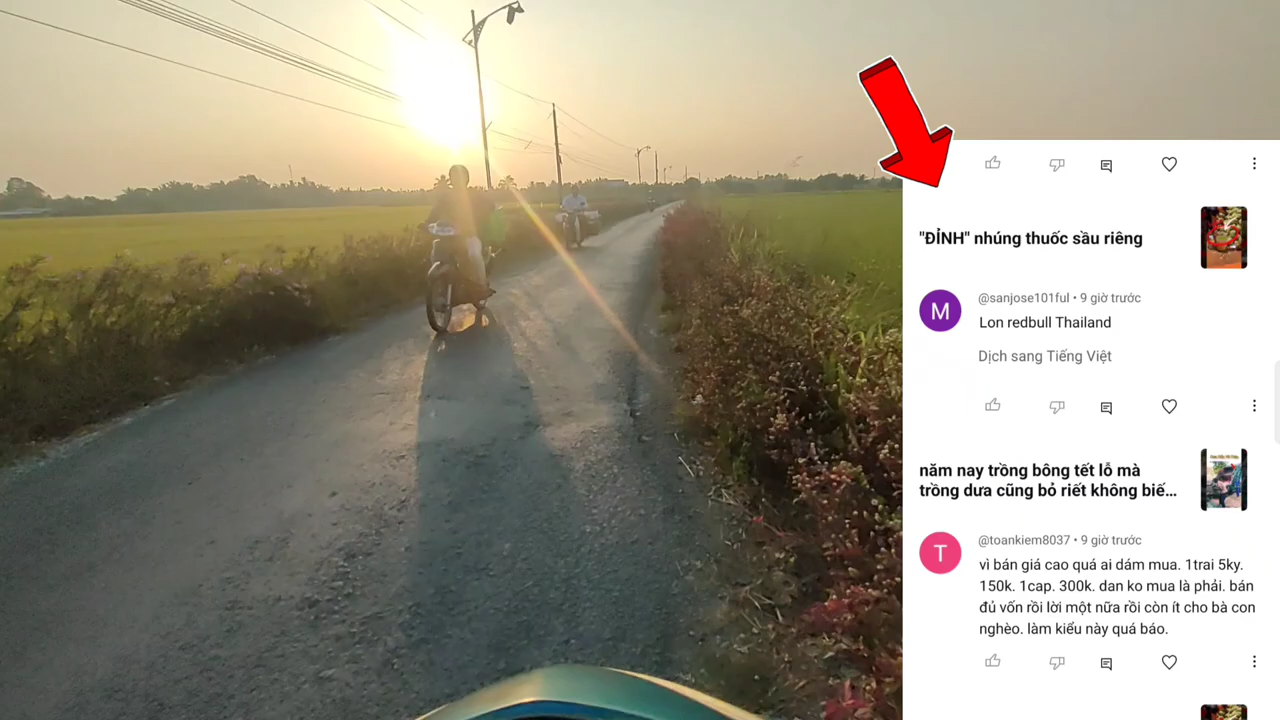 "ĐỈNH" nhúng thuốc sầu riêng
M
@sanjose101ful • 9 giờ trước
Lon redbull Thailand
Dịch sang Tiếng Việt
năm nay trồng bông tết lỗ mà
trồng dưa cũng bỏ riết không biế...
T
@toankiem8037 • 9 giờ trước
vì bán giá cao quá ai dám mua. 1trai 5ky.
150k. 1cap. 300k. dan ko mua là phải. bán
đủ vốn rồi lời một nữa rồi còn ít cho bà con
nghèo. làm kiểu này quá báo.